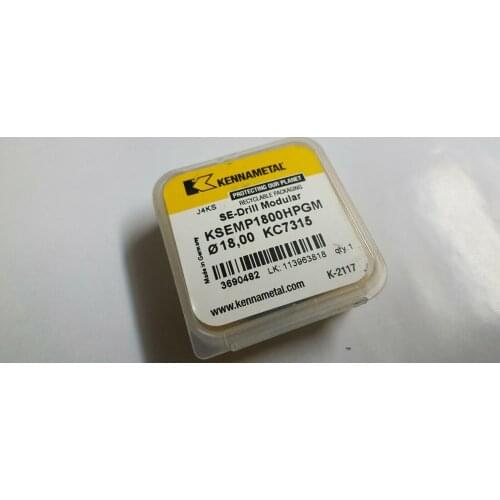 KENNAMETAL
PROTECTING OUR PLANET
RECYCLABLE PACKAGING
J4KS
SE-Drill Modular
KSEMP1800HPGM
Ø 18,00 KC7315
Made in Germany
3690482 LK: 113963818 qty.1
K-2117
www.kennametal.com